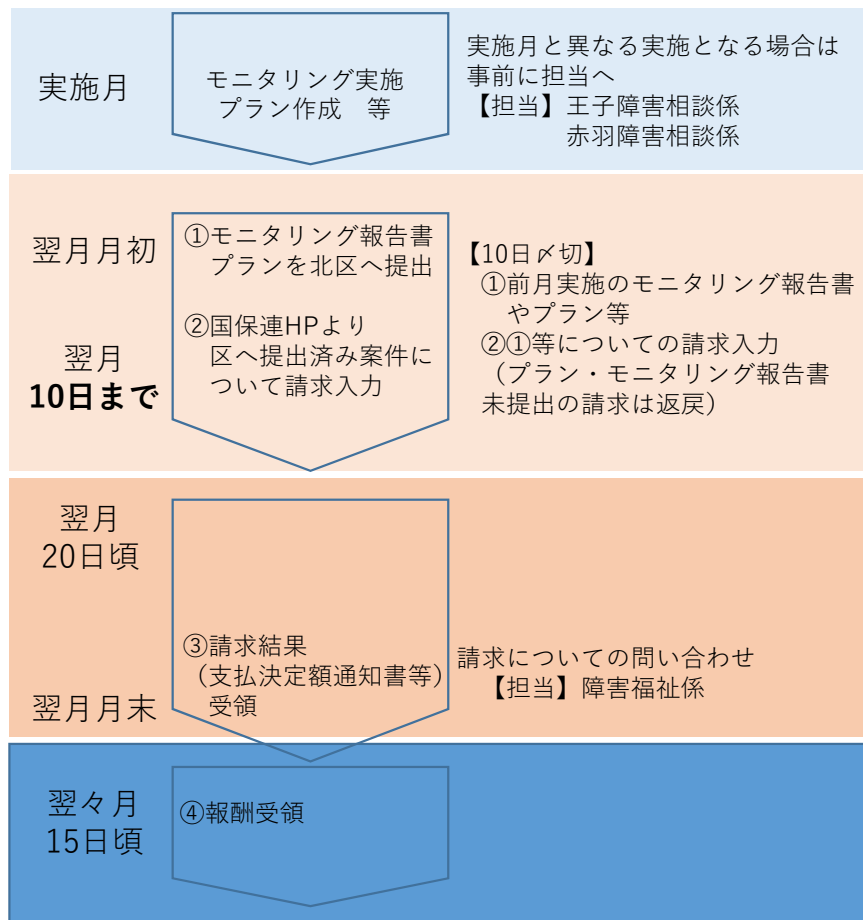 実施月
モニタリング実施
プラン作成　等
実施月と異なる実施となる場合は
事前に担当へ
【担当】王子障害相談係
赤羽障害相談係
翌月月初
翌月
10日まで
①モニタリング報告書
プランを北区へ提出
②国保連HPより
区へ提出済み案件に
ついて請求入力
【10日〆切】
①前月実施のモニタリング報告書
やプラン等
②①等についての請求入力
（プラン・モニタリング報告書
未提出の請求は返戻）
翌月
20日頃
翌月月末
③請求結果
（支払決定額通知書等）
受領
請求についての問い合わせ
【担当】障害福祉係
翌々月
15日頃
④報酬受領